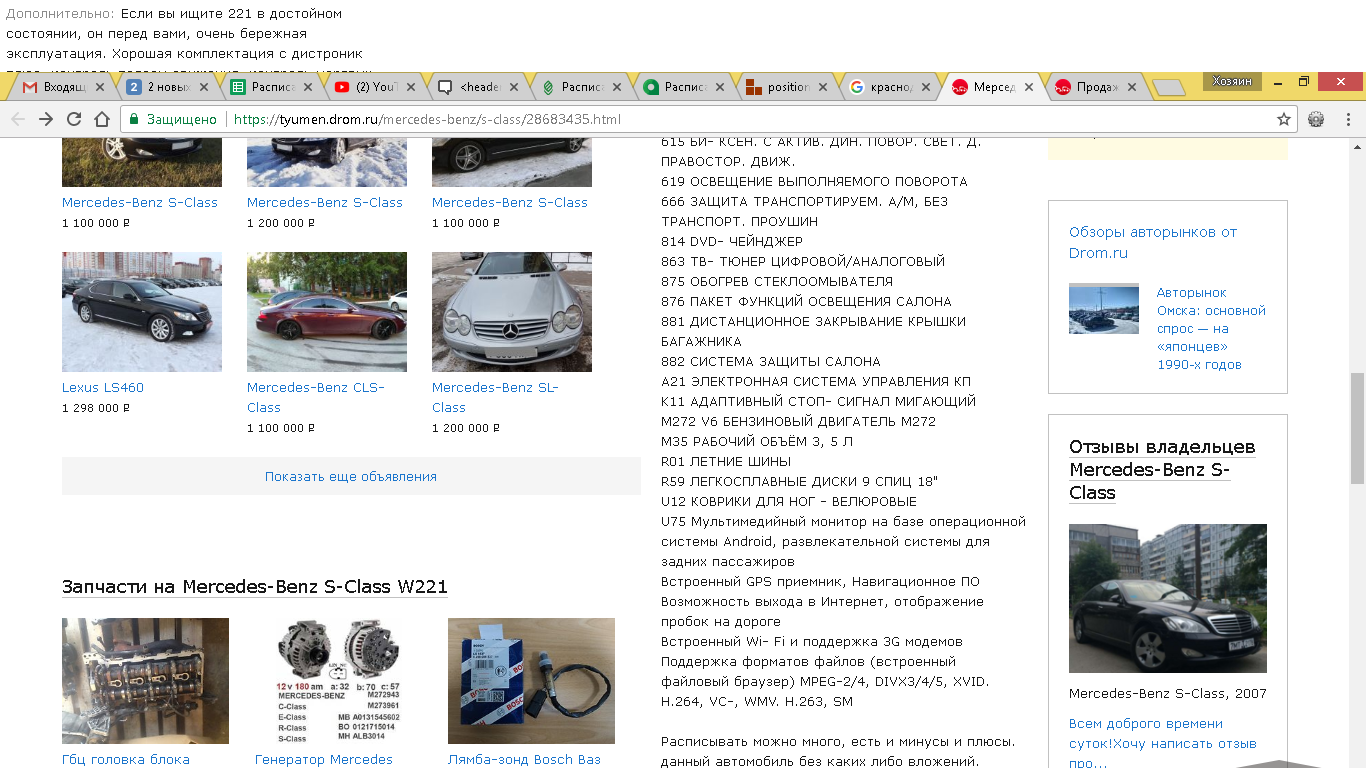 Дополнительно: Если вы ищите 221 в достойном
состоянии, он перед вами, очень бережная
эксплуатация. Хорошая комплектация с дистроник
Входящ
2 новых
Расписа
(2) YouT
<heade
Расписа
Расписа
position
краснод
Мерсед
Продаж
Хозяин
Защищено
https://tyumen.drom.ru/mercedes-benz/s-class/28683435.html
Mercedes-Benz S-Class
1 100 000 ₽
Mercedes-Benz S-Class
1 200 000 ₽
Mercedes-Benz S-Class
1 100 000 ₽
Lexus LS460
1 298 000 ₽
Mercedes-Benz CLS-
Class
1 100 000 ₽
Mercedes-Benz SL-
Class
1 200 000 ₽
Показать еще объявления
Запчасти на Mercedes-Benz S-Class W221
12 v 180 am a: 32 b: 70 c: 57
MERCEDES-BENZ M272943
C-Class M273961
E-Class MB A0131545602
R-Class BO 0121715014
S-Class MH ALB3014
BOSCH
Гбц головка блока
Генератор Mercedes
Лямба-зонд Bosch Ваз
615 БИ- КСЕН. С АКТИВ. ДИН. ПОВОР. СВЕТ. Д.
ПРАВОСТОР. ДВИЖ.
619 ОСВЕЩЕНИЕ ВЫПОЛНЯЕМОГО ПОВОРОТА
666 ЗАЩИТА ТРАНСПОРТИРУЕМ. А/М, БЕЗ
ТРАНСПОРТ. ПРОУШИН
814 DVD- ЧЕЙНДЖЕР
863 ТВ- ТЮНЕР ЦИФРОВОЙ/АНАЛОГОВЫЙ
875 ОБОГРЕВ СТЕКЛООМЫВАТЕЛЯ
876 ПАКЕТ ФУНКЦИЙ ОСВЕЩЕНИЯ САЛОНА
881 ДИСТАНЦИОННОЕ ЗАКРЫВАНИЕ КРЫШКИ
БАГАЖНИКА
882 СИСТЕМА ЗАЩИТЫ САЛОНА
A21 ЭЛЕКТРОННАЯ СИСТЕМА УПРАВЛЕНИЯ КП
K11 АДАПТИВНЫЙ СТОП- СИГНАЛ МИГАЮЩИЙ
M272 V6 БЕНЗИНОВЫЙ ДВИГАТЕЛЬ M272
M35 РАБОЧИЙ ОБЪЁМ 3, 5 Л
R01 ЛЕТНИЕ ШИНЫ
R59 ЛЕГКОСПЛАВНЫЕ ДИСКИ 9 СПИЦ 18"
U12 КОВРИКИ ДЛЯ НОГ - ВЕЛЮРОВЫЕ
U75 Мультимедийный монитор на базе операционной
системы Android, развлекательной системы для
задних пассажиров
Встроенный GPS приемник, Навигационное ПО
Возможность выхода в Интернет, отображение
пробок на дороге
Встроенный Wi- Fi и поддержка 3G модемов
Поддержка форматов файлов (встроенный
файловый браузер) MPEG-2/4, DIVX3/4/5, XVID.
H.264, VC-, WMV. H.263, SM
Расписывать можно много, есть и минусы и плюсы.
данный автомобиль без каких либо вложений.
Обзоры авторынков от
Drom.ru
Авторынок
Омска: основной
спрос — на
«японцев»
1990-х годов
Отзывы владельцев
Mercedes-Benz S-
Class
Mercedes-Benz S-Class, 2007
Всем доброго времени
суток!Хочу написать отзыв
про...